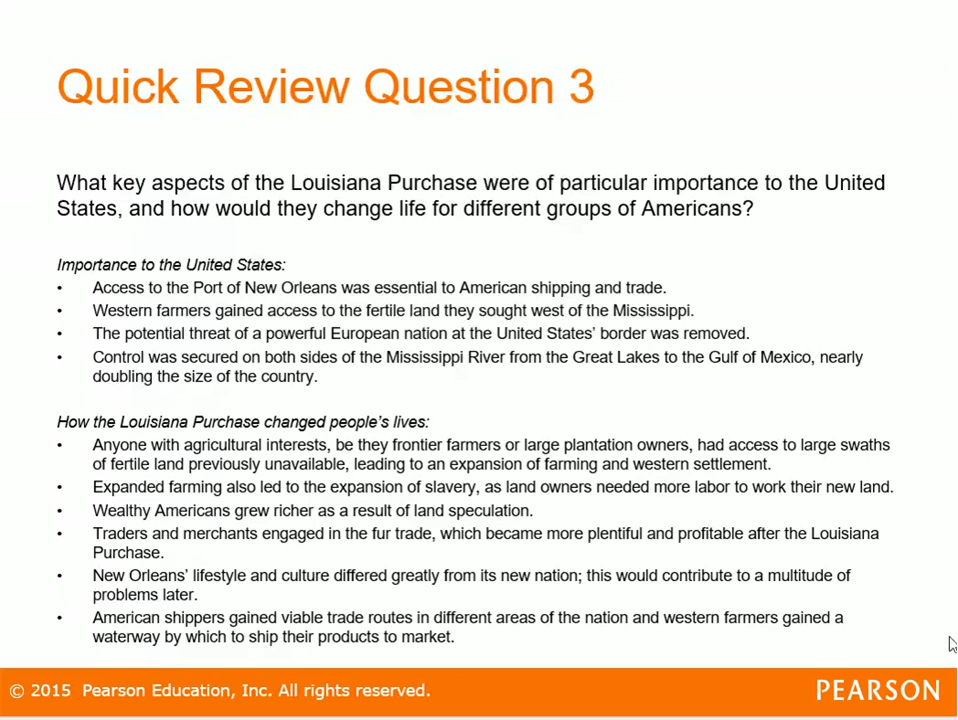 Quick Review Question 3
What key aspects of the Louisiana Purchase were of particular importance to the United
States, and how would they change life for different groups of Americans?
Importance to the United States:
• Access to the Port of New Orleans was essential to American shipping and trade.
• Western farmers gained access to the fertile land they sought west of the Mississippi.
• The potential threat of a powerful European nation at the United States' border was removed.
• Control was secured on both sides of the Mississippi River from the Great Lakes to the Gulf of Mexico, nearly
doubling the size of the country.
How the Louisiana Purchase changed people's lives:
• Anyone with agricultural interests, be they frontier farmers or large plantation owners, had access to large swaths
of fertile land previously unavailable, leading to an expansion of farming and western settlement.
• Expanded farming also led to the expansion of slavery, as land owners needed more labor to work their new land.
• Wealthy Americans grew richer as a result of land speculation.
• Traders and merchants engaged in the fur trade, which became more plentiful and profitable after the Louisiana
Purchase.
• New Orleans' lifestyle and culture differed greatly from its new nation; this would contribute to a multitude of
problems later.
• American shippers gained viable trade routes in different areas of the nation and western farmers gained a
waterway by which to ship their products to market.
© 2015 Pearson Education, Inc. All rights reserved.
PEARSON